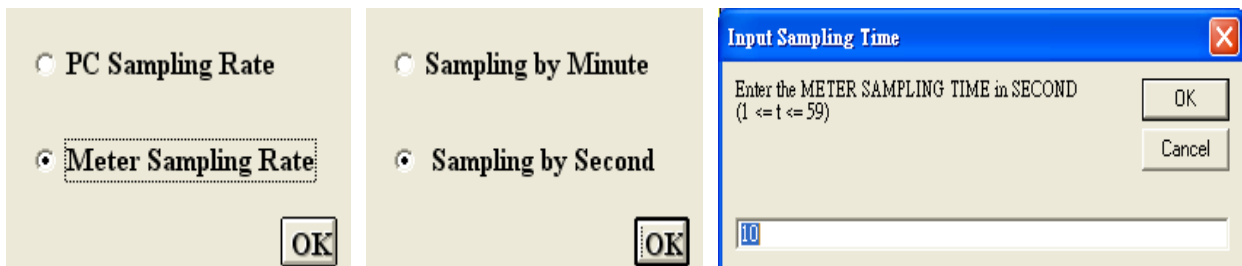 PC Sampling Rate
Meter Sampling Rate
OK
Sampling by Minute
Sampling by Second
OK
Input Sampling Time
Enter the METER SAMPLING TIME in SECOND
(1 <= t <= 59)
OK
Cancel
10